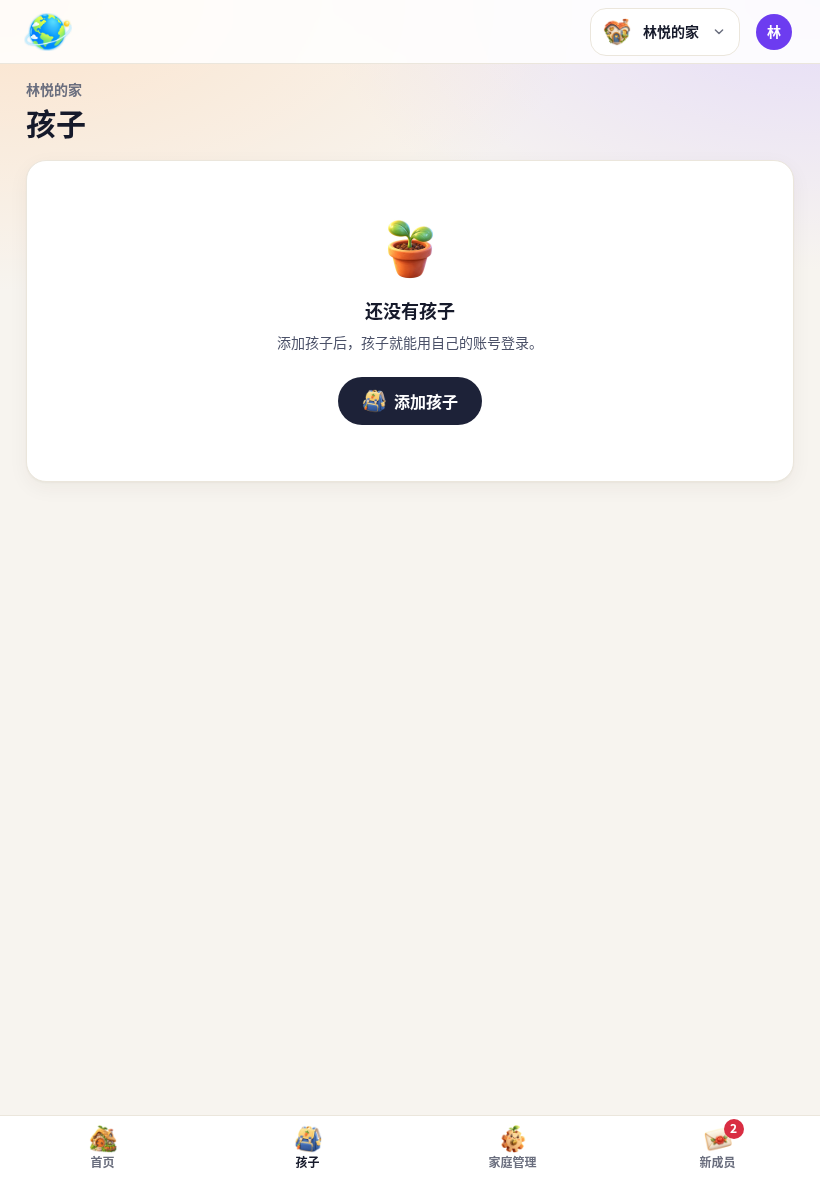 林悦的家
林
林悦的家
孩子
还没有孩子
添加孩子后，孩子就能用自己的账号登录。
添加孩子
首页
孩子
家庭管理
2
新成员